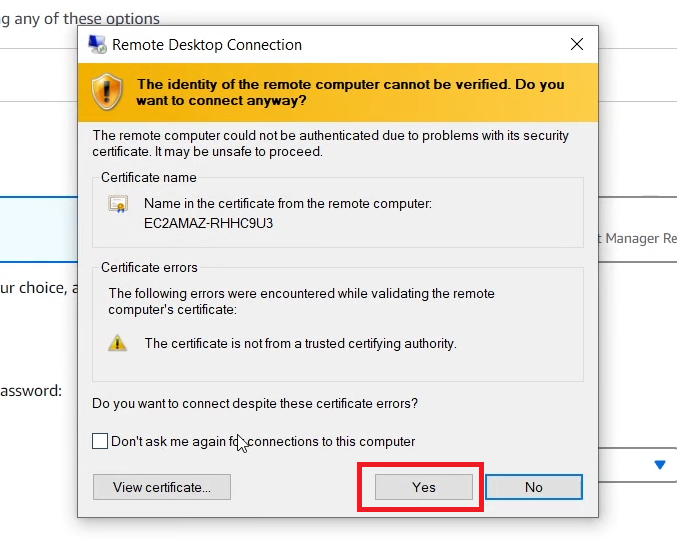 g any of these options
Remote Desktop Connection
The identity of the remote computer cannot be verified. Do you
want to connect anyway?
The remote computer could not be authenticated due to problems with its security
certificate. It may be unsafe to proceed.
Certificate name
Name in the certificate from the remote computer:
EC2AMAZ-RHHC9U3
t Manager Re
Certificate errors
ur choice, a
The following errors were encountered while validating the remote
computer's certificate:
The certificate is not from a trusted certifying authority.
assword:
Do you want to connect despite these certificate errors?
Don't ask me again for connections to this computer
View certificate...
Yes
No